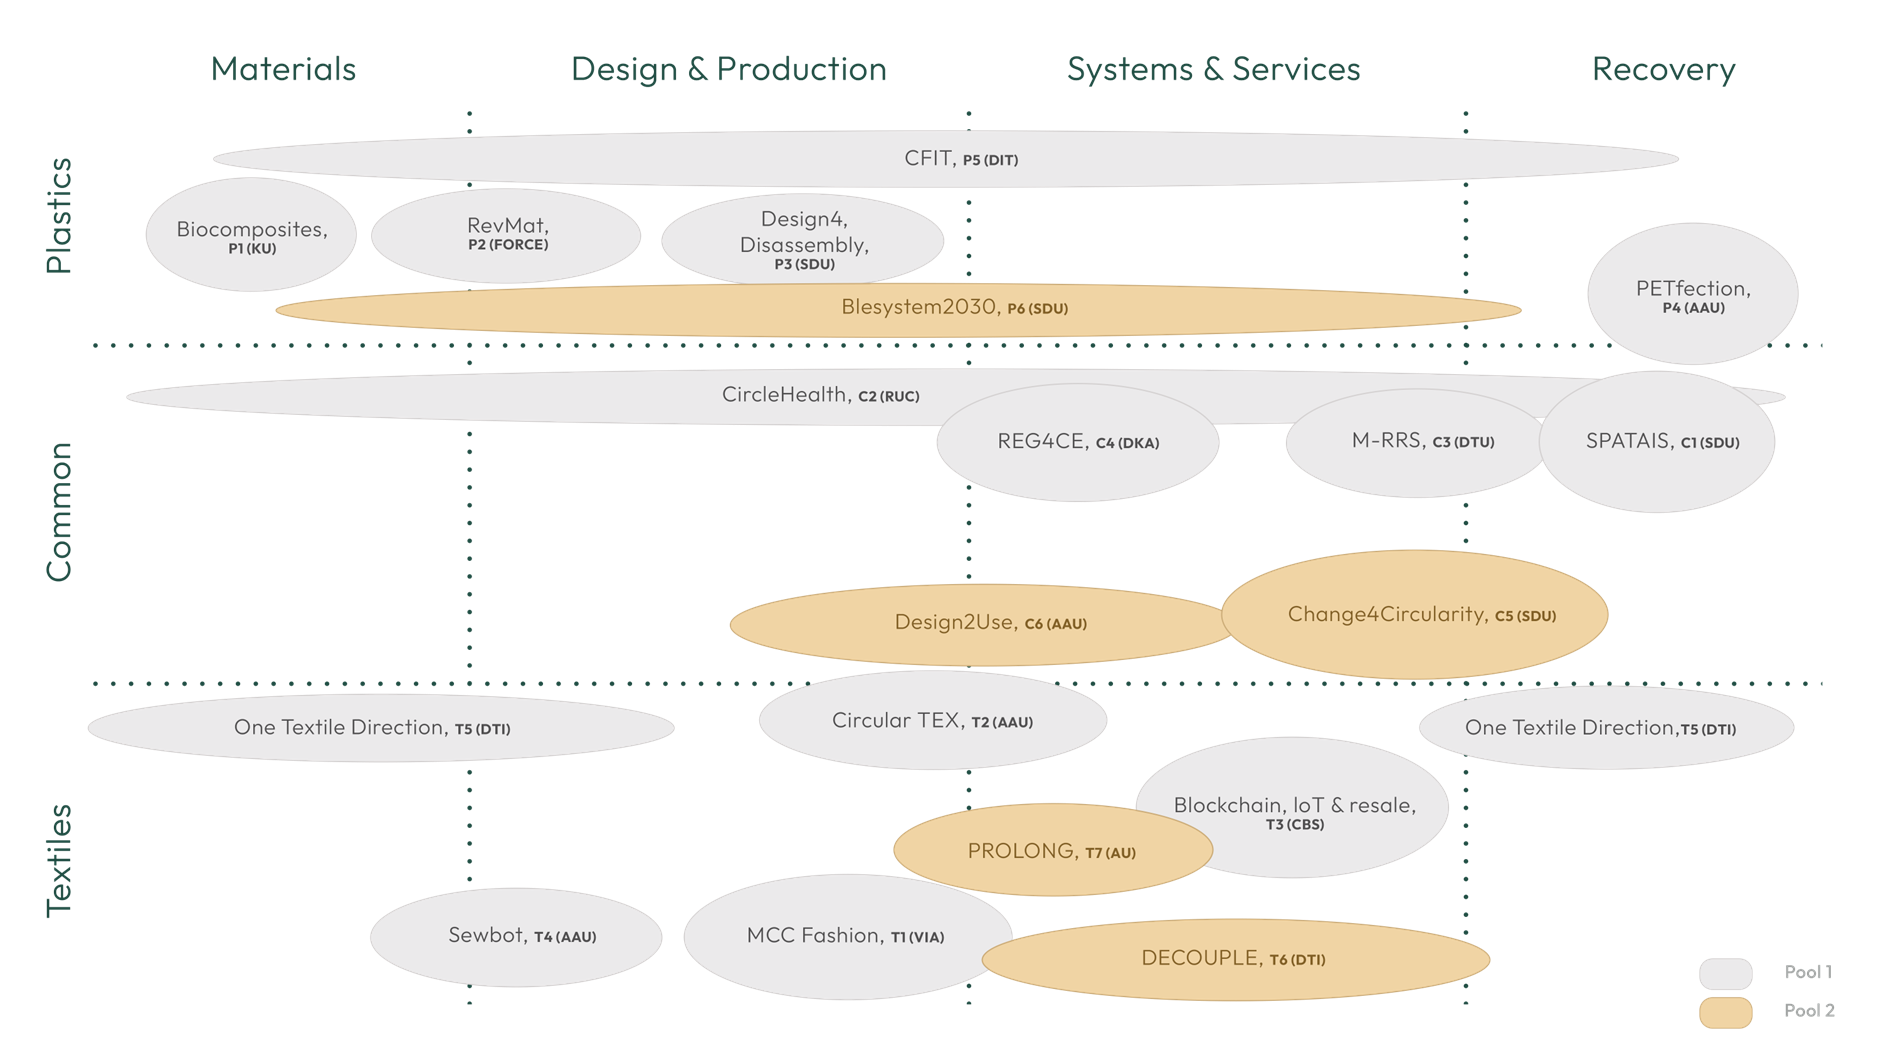 Materials
Design & Production
Systems & Services
Recovery
Plastics
CFIT, P5 (DIT)
Biocomposites,
P1 (KU)
RevMat,
P2 (FORCE)
Design4,
Disassembly,
P3 (SDU)
PETfection,
P4 (AAU)
Blesystem2030, P6 (SDU)
Common
CircleHealth, C2 (RUC)
REG4CE, C4 (DKA)
M-RRS, C3 (DTU)
SPATAIS, C1 (SDU)
Design2Use, C6 (AAU)
Change4Circularity, C5 (SDU)
Textiles
One Textile Direction, T5 (DTI)
Circular TEX, T2 (AAU)
One Textile Direction,T5 (DTI)
Blockchain, IoT & resale,
T3 (CBS)
PROLONG, T7 (AU)
Sewbot, T4 (AAU)
MCC Fashion, T1 (VIA)
DECOUPLE, T6 (DTI)
Pool 1
Pool 2